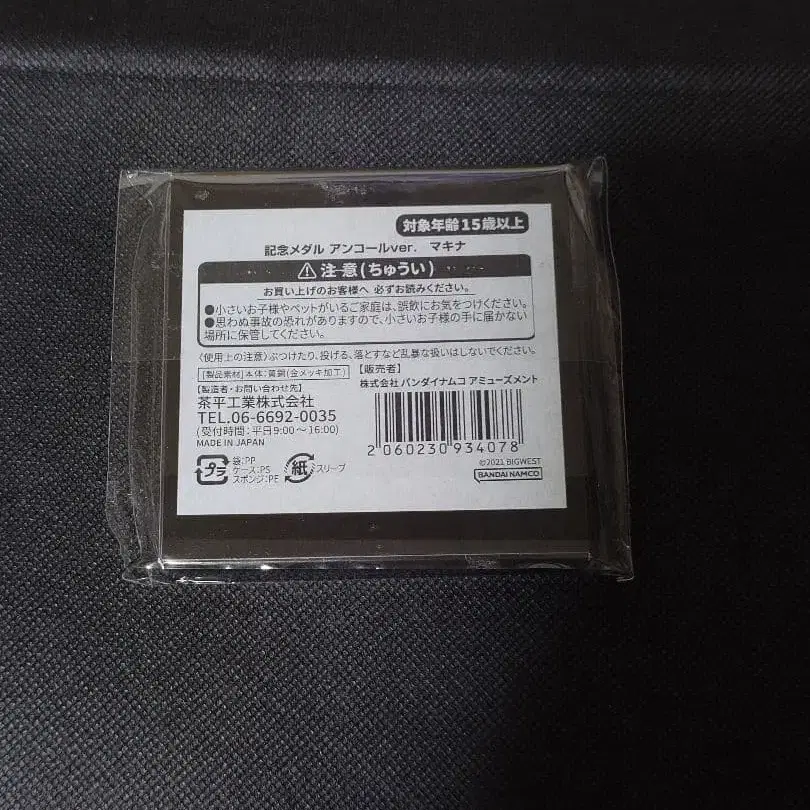 対象年齢15歳以上
記念メダル アンコールver. マキナ
⚠注意(ちゅうい)
お買い上げのお客様へ 必ずお読みください。
●小さいお子様やペットがいるご家庭は、誤飲にお気をつけください。
●思わぬ事故の恐れがありますので、小さいお子様の手に届かない
場所に保管してください。
〈使用上の注意〉ぶつけたり、投げる、落とすなど乱暴な扱いはしないでください。
【製品素材】本体:黄銅(金メッキ加工)
【製造者・お問い合わせ先】
茶平工業株式会社
TEL.06-6692-0035
(受付時間:平日9:00～16:00)
MADE IN JAPAN
【販売者】
株式会社 バンダイナムコ アミューズメント
2 060230 934078
©2021 BIGWEST
BANDAI NAMCO
プラ
袋:PP
ケース:PS
スポンジ:PE
紙
スリーブ